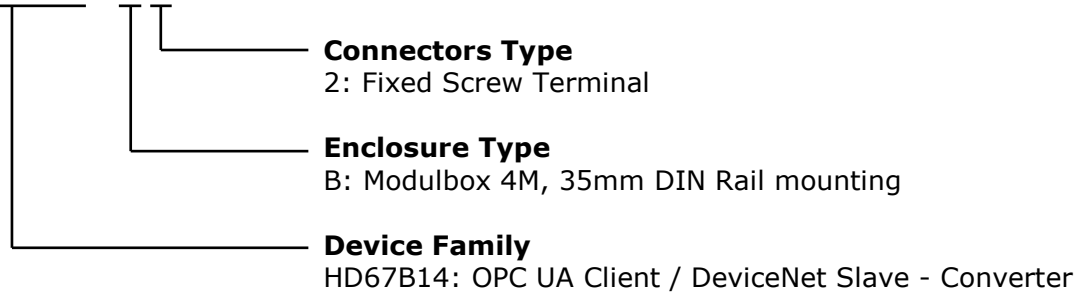 Connectors Type
2: Fixed Screw Terminal
Enclosure Type
B: Modulbox 4M, 35mm DIN Rail mounting
Device Family
HD67B14: OPC UA Client / DeviceNet Slave - Converter